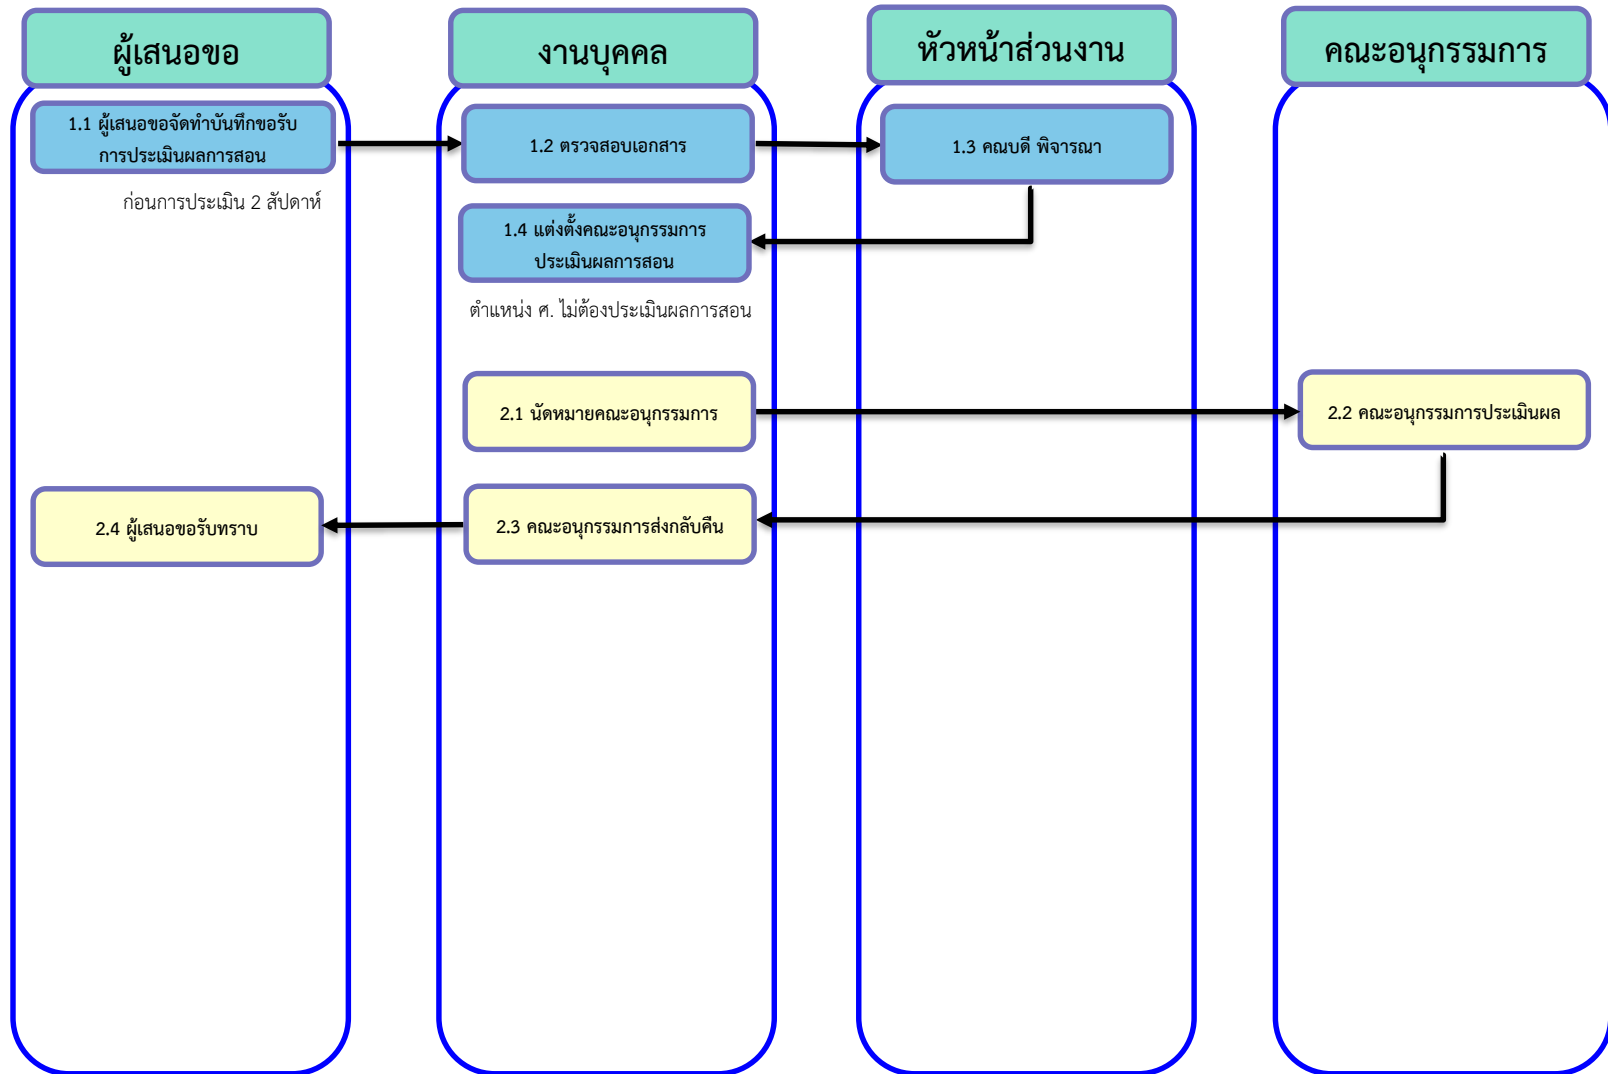 ผู้เสนอขอ
งานบุคคล
หัวหน้าส่วนงาน
คณะอนุกรรมการ
1.1 ผู้เสนอขอจัดทำบันทึกขอรับ
การประเมินผลการสอน
1.2 ตรวจสอบเอกสาร
1.3 คณบดี พิจารณา
ก่อนการประเมิน 2 สัปดาห์
1.4 แต่งตั้งคณะอนุกรรมการ
ประเมินผลการสอน
ตำแหน่ง ศ. ไม่ต้องประเมินผลการสอน
2.1 นัดหมายคณะอนุกรรมการ
2.2 คณะอนุกรรมการประเมินผล
2.4 ผู้เสนอขอรับทราบ
2.3 คณะอนุกรรมการส่งกลับคืน